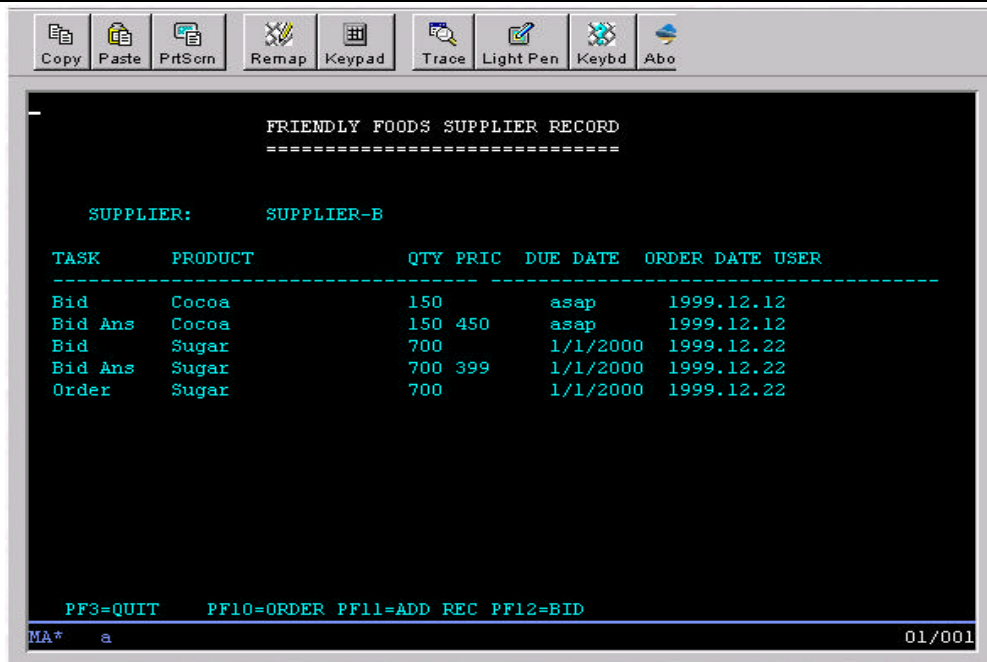 Copy Paste PrtScrn Remap Keypad Trace Light Pen Keybd Abo
FRIENDLY FOODS SUPPLIER RECORD
==============================
SUPPLIER: SUPPLIER-B
TASK PRODUCT QTY PRIC DUE DATE ORDER DATE USER
------------------------------------ --------------------------------------
Bid Cocoa 150 asap 1999.12.12
Bid Ans Cocoa 150 450 asap 1999.12.12
Bid Sugar 700 1/1/2000 1999.12.22
Bid Ans Sugar 700 399 1/1/2000 1999.12.22
Order Sugar 700 1/1/2000 1999.12.22
PF3=QUIT PF10=ORDER PF11=ADD REC PF12=BID
MA* a 01/001